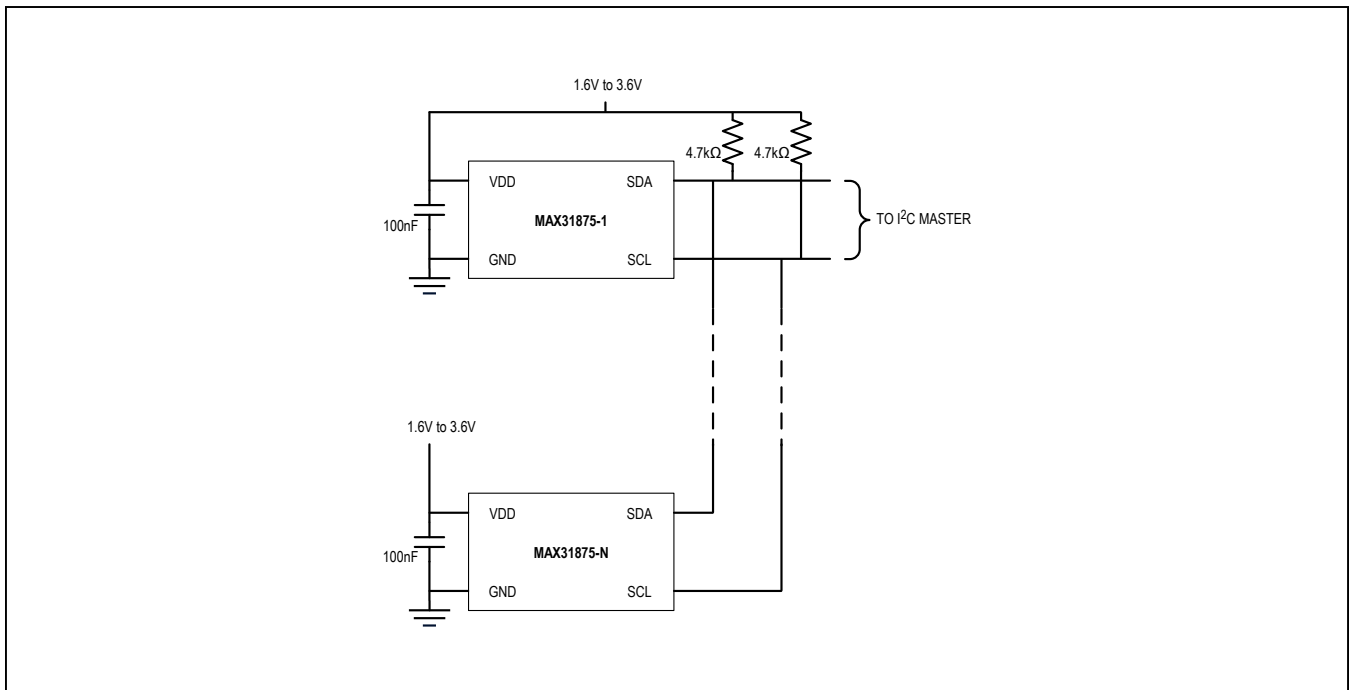 1.6V to 3.6V
4.7kΩ
4.7kΩ
VDD
SDA
100nF
MAX31875-1
TO I²C MASTER
GND
SCL
1.6V to 3.6V
VDD
SDA
100nF
MAX31875-N
GND
SCL